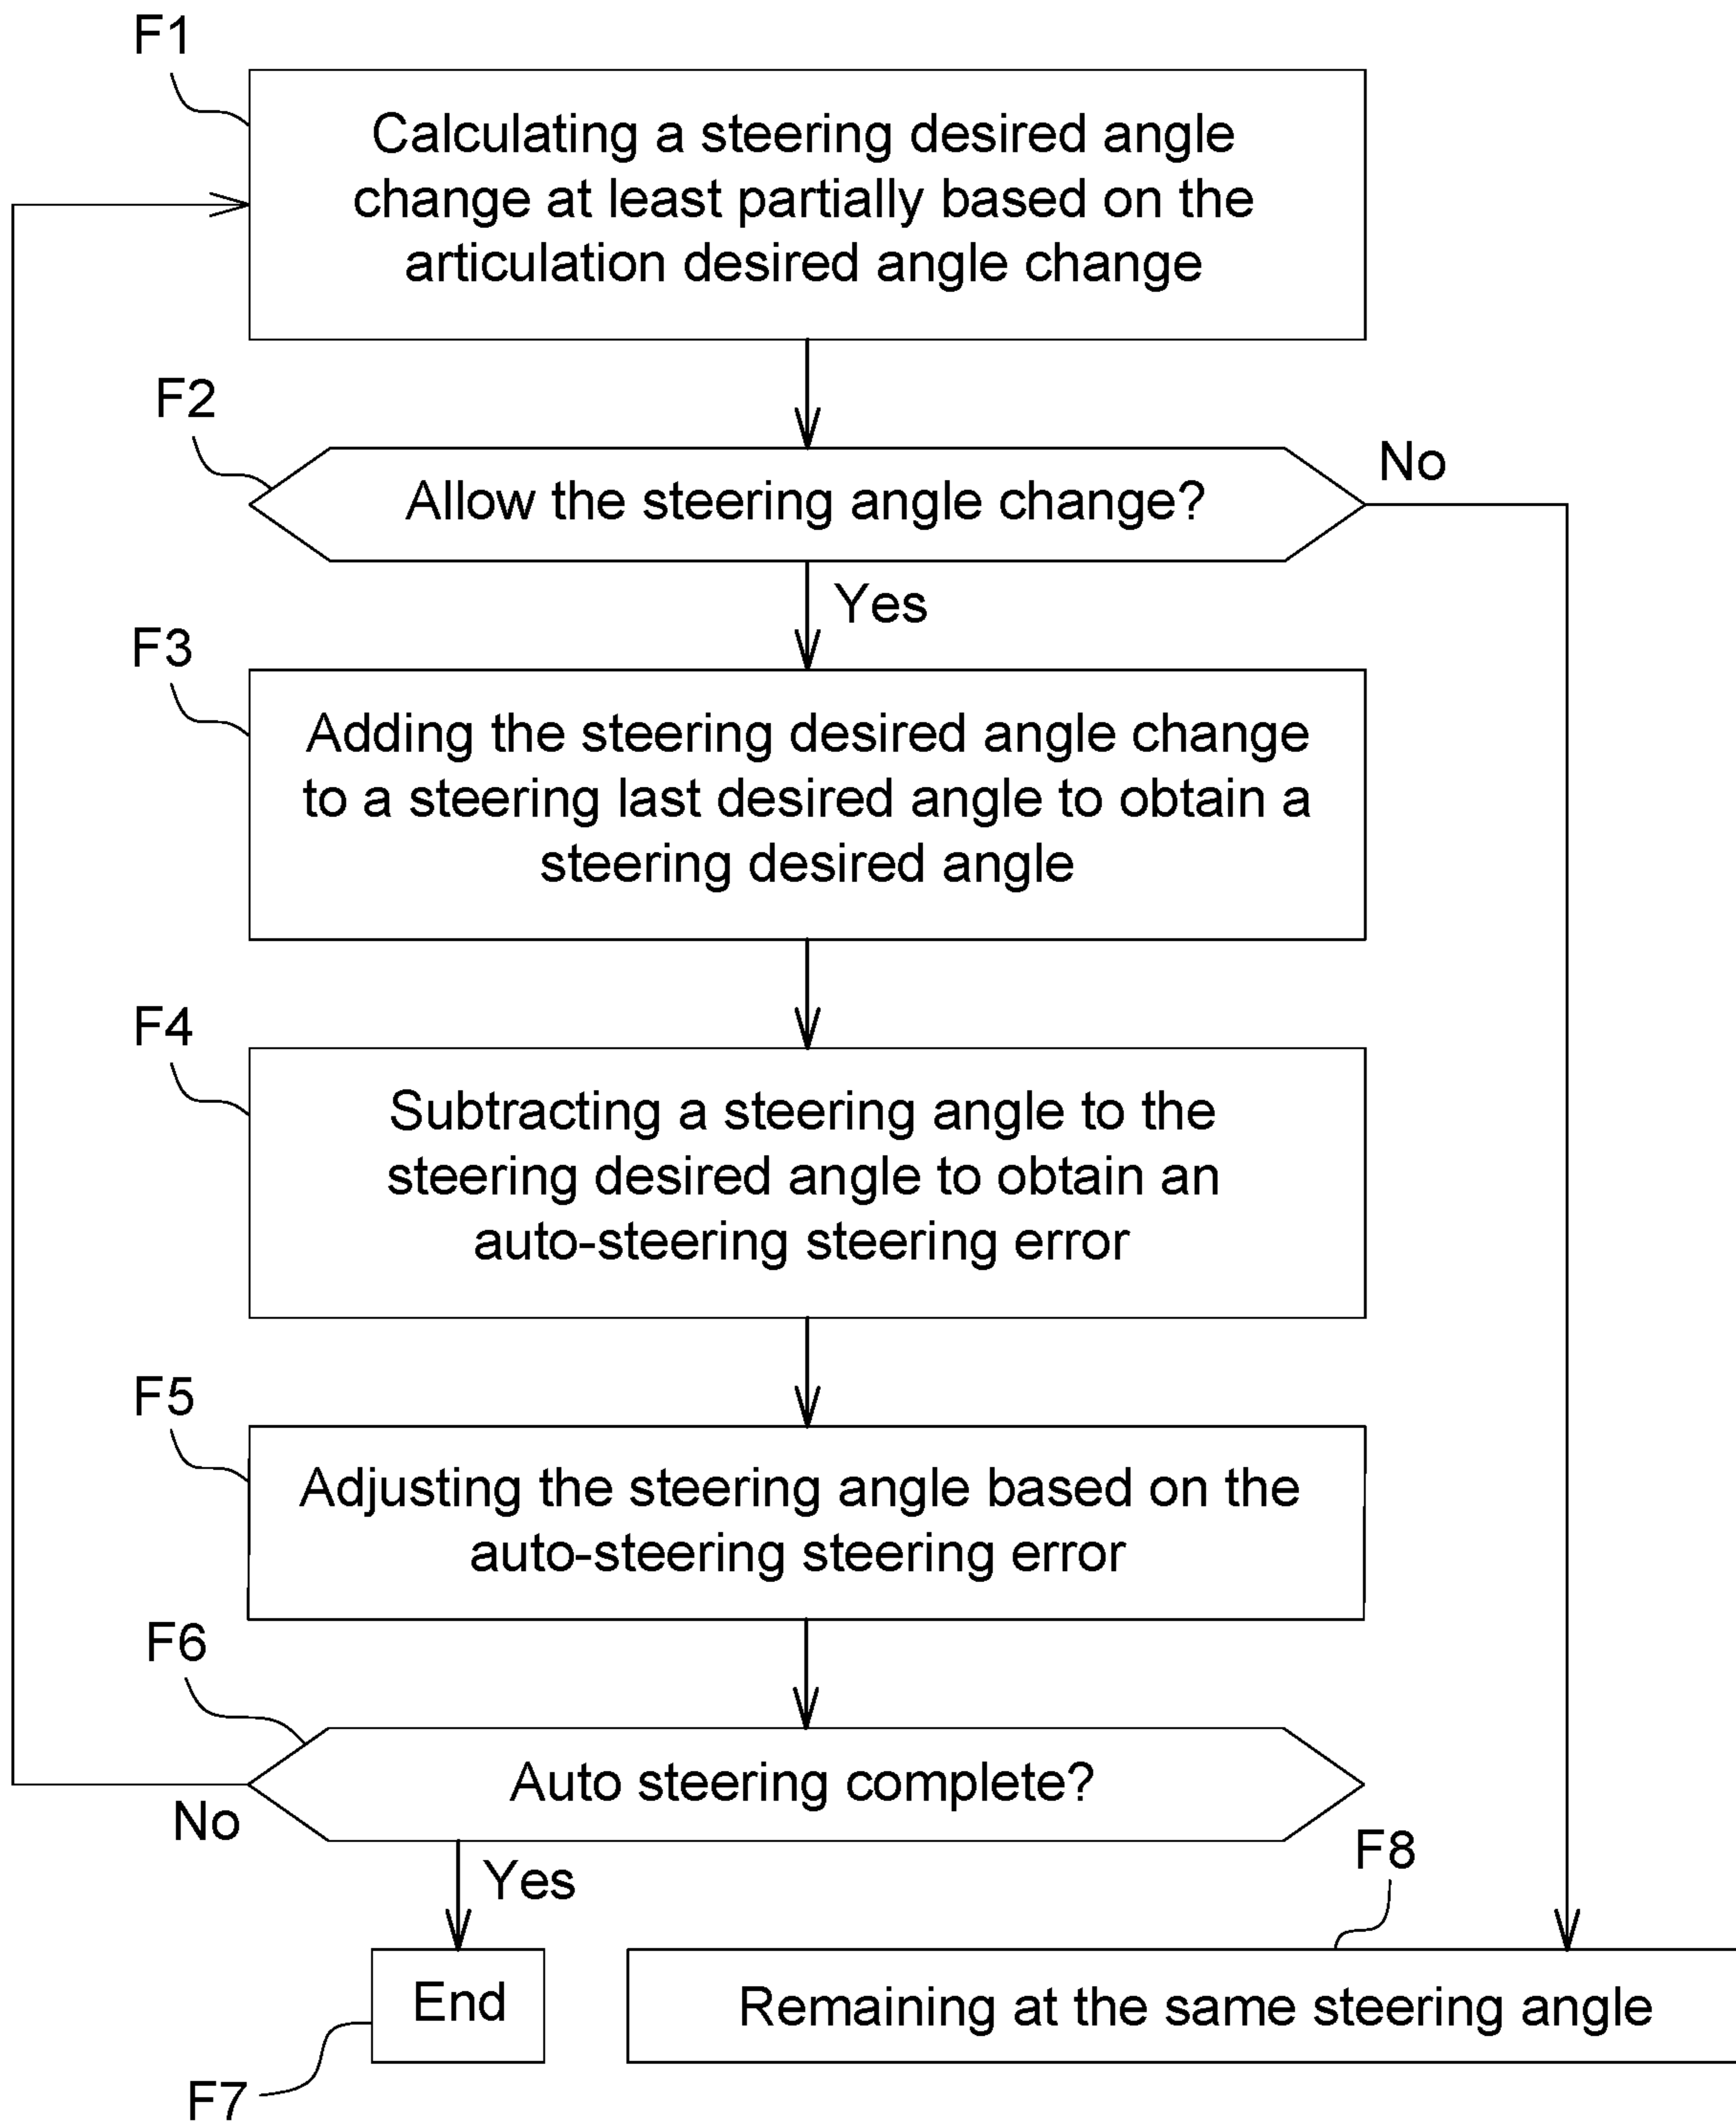 F1
Calculating a steering desired angle
change at least partially based on the
articulation desired angle change
F2
No
Allow the steering angle change?
Yes
F3
Adding the steering desired angle change
to a steering last desired angle to obtain a
steering desired angle
F4
Subtracting a steering angle to the
steering desired angle to obtain an
auto-steering steering error
F5
Adjusting the steering angle based on the
auto-steering steering error
F6
Auto steering complete?
No
Yes
F8
End
Remaining at the same steering angle
F7